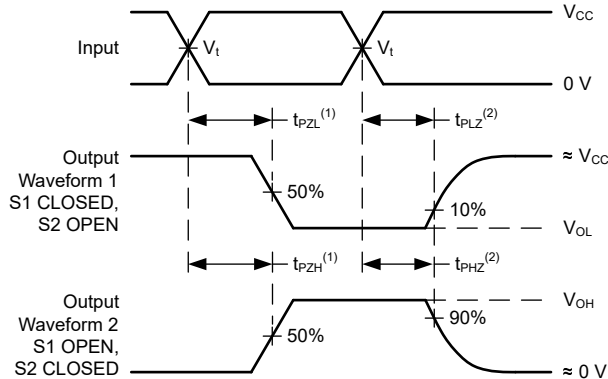 V_CC
Input
V_t
V_t
0 V
t_PZL^(1)
t_PLZ^(2)
Output
Waveform 1
S1 CLOSED,
S2 OPEN
≈ V_CC
50%
10%
V_OL
t_PZH^(1)
t_PHZ^(2)
Output
Waveform 2
S1 OPEN,
S2 CLOSED
V_OH
90%
50%
≈ 0 V